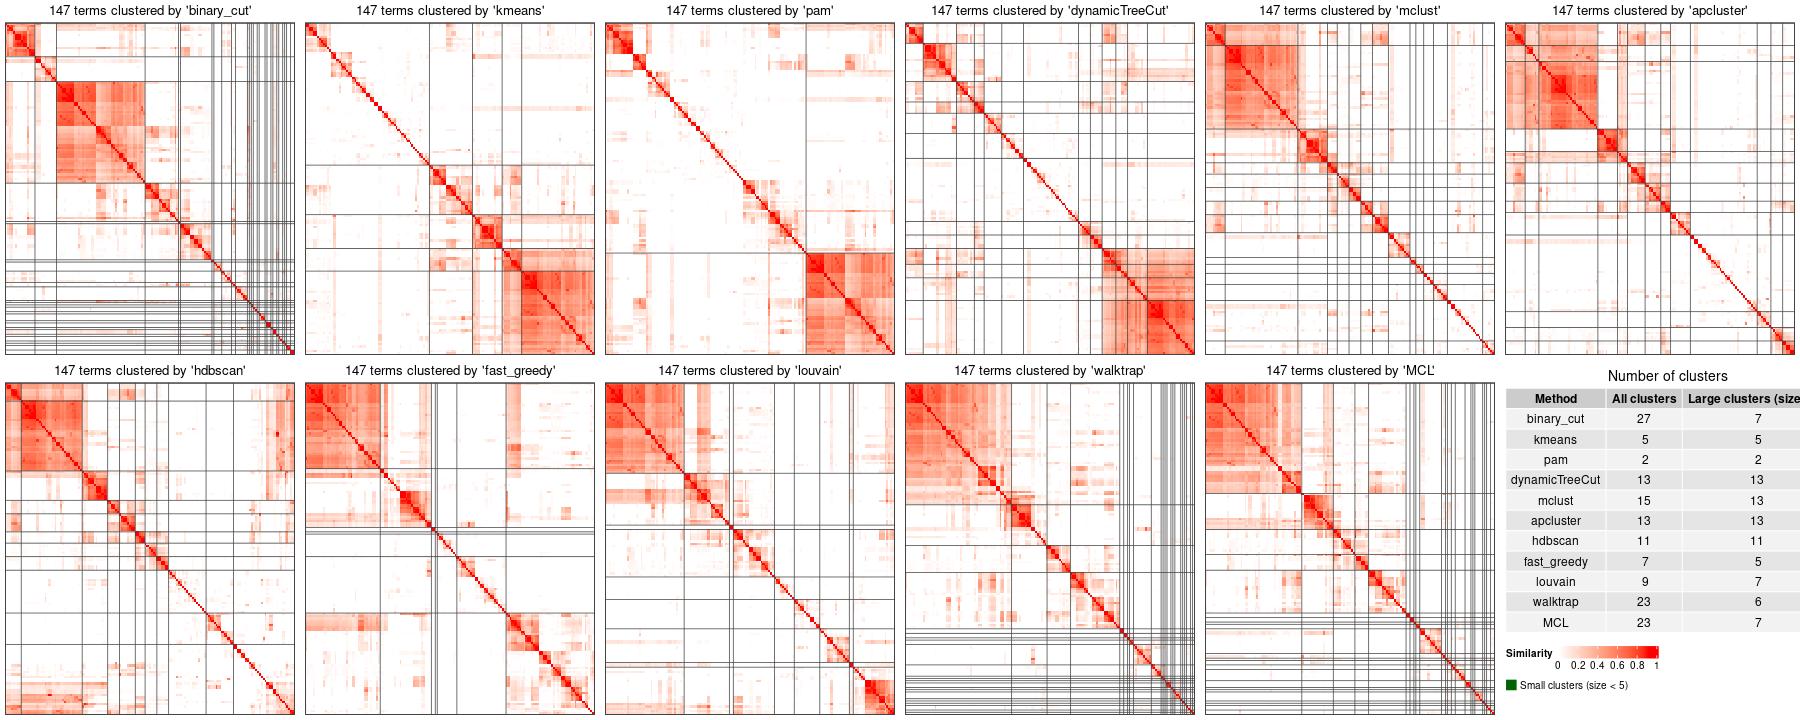 147 terms clustered by 'binary_cut'
147 terms clustered by 'kmeans'
147 terms clustered by 'pam'
147 terms clustered by 'dynamicTreeCut'
147 terms clustered by 'mclust'
147 terms clustered by 'apcluster'
147 terms clustered by 'hdbscan'
147 terms clustered by 'fast_greedy'
147 terms clustered by 'louvain'
147 terms clustered by 'walktrap'
147 terms clustered by 'MCL'
Number of clusters
Method All clusters Large clusters (size
binary_cut 27 7
kmeans 5 5
pam 2 2
dynamicTreeCut 13 13
mclust 15 13
apcluster 13 13
hdbscan 11 11
fast_greedy 7 5
louvain 9 7
walktrap 23 6
MCL 23 7
Similarity
0 0.2 0.4 0.6 0.8 1
Small clusters (size < 5)